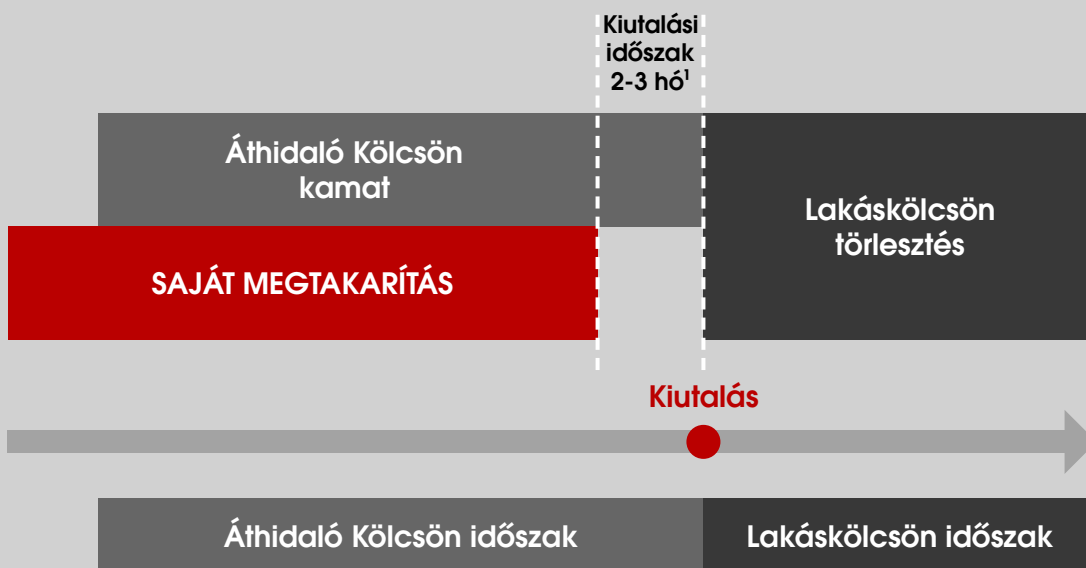 Kiutalási
időszak
2-3 hó¹
Áthidaló Kölcsön
kamat
Lakáskölcsön
törlesztés
SAJÁT MEGTAKARÍTÁS
Kiutalás
Áthidaló Kölcsön időszak
Lakáskölcsön időszak